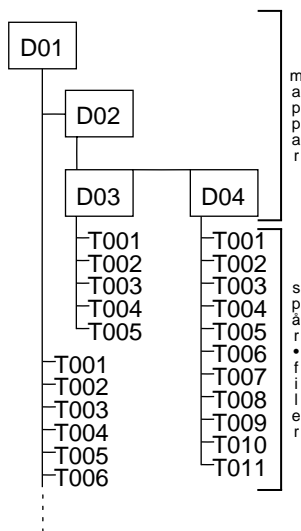 D01
D02
D03
D04
T001
T002
T003
T004
T005
T001
T002
T003
T004
T005
T006
T007
T008
T009
T010
T011
T001
T002
T003
T004
T005
T006
mappar
spår•filer